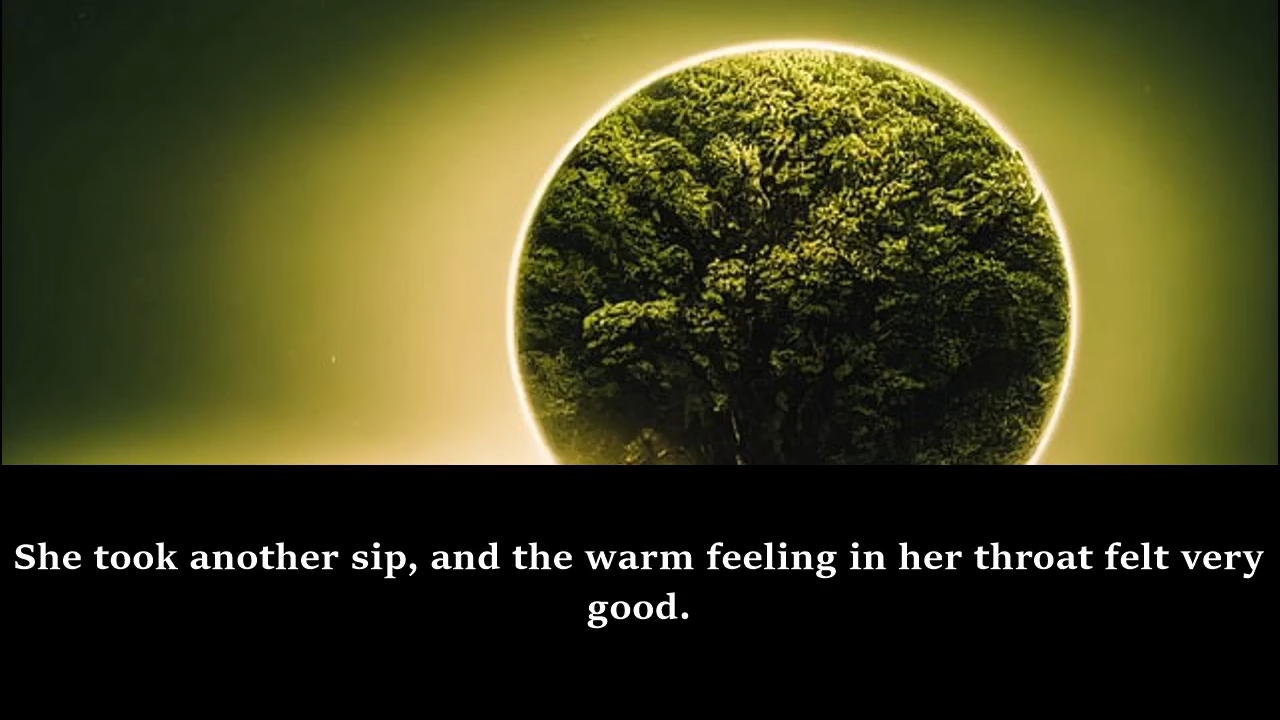 She took another sip, and the warm feeling in her throat felt very
good.